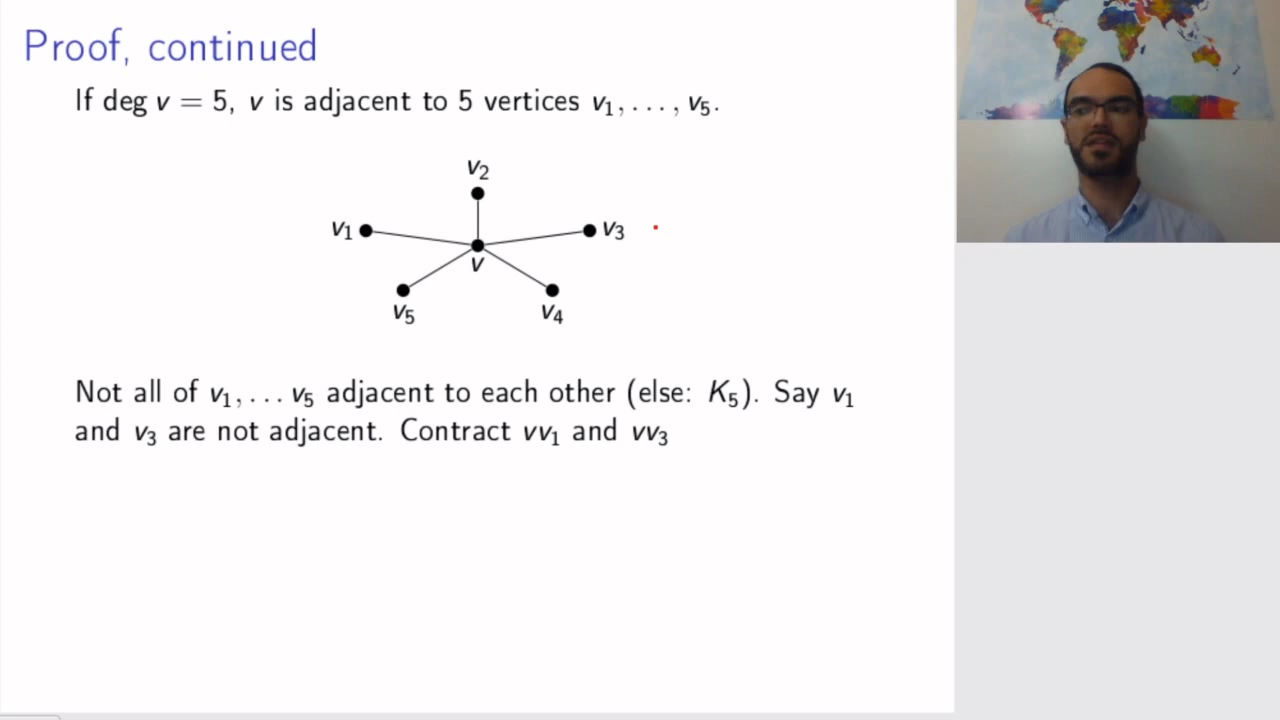 Proof, continued
If deg v = 5, v is adjacent to 5 vertices v₁, . . . , v₅.
v₂
v₁
v₃
v
v₅
v₄
Not all of v₁, . . . v₅ adjacent to each other (else: K₅). Say v₁
and v₃ are not adjacent. Contract vv₁ and vv₃